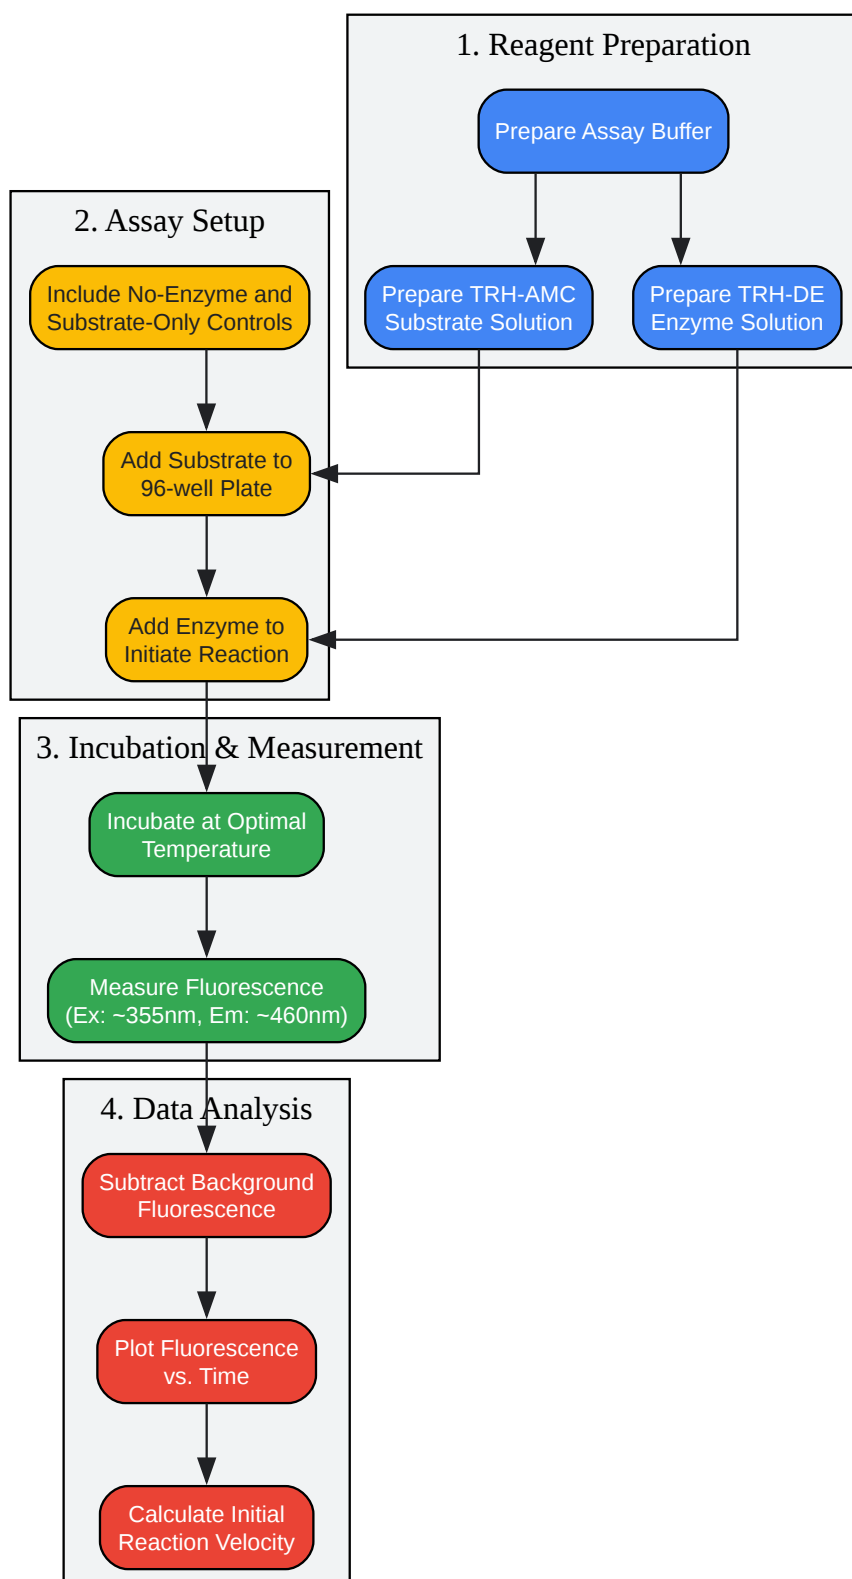 1. Reagent Preparation
Prepare Assay Buffer
Prepare TRH-AMC
Substrate Solution
Prepare TRH-DE
Enzyme Solution
2. Assay Setup
Include No-Enzyme and
Substrate-Only Controls
Add Substrate to
96-well Plate
Add Enzyme to
Initiate Reaction
3. Incubation & Measurement
Incubate at Optimal
Temperature
Measure Fluorescence
(Ex: ~355nm, Em: ~460nm)
4. Data Analysis
Subtract Background
Fluorescence
Plot Fluorescence
vs. Time
Calculate Initial
Reaction Velocity